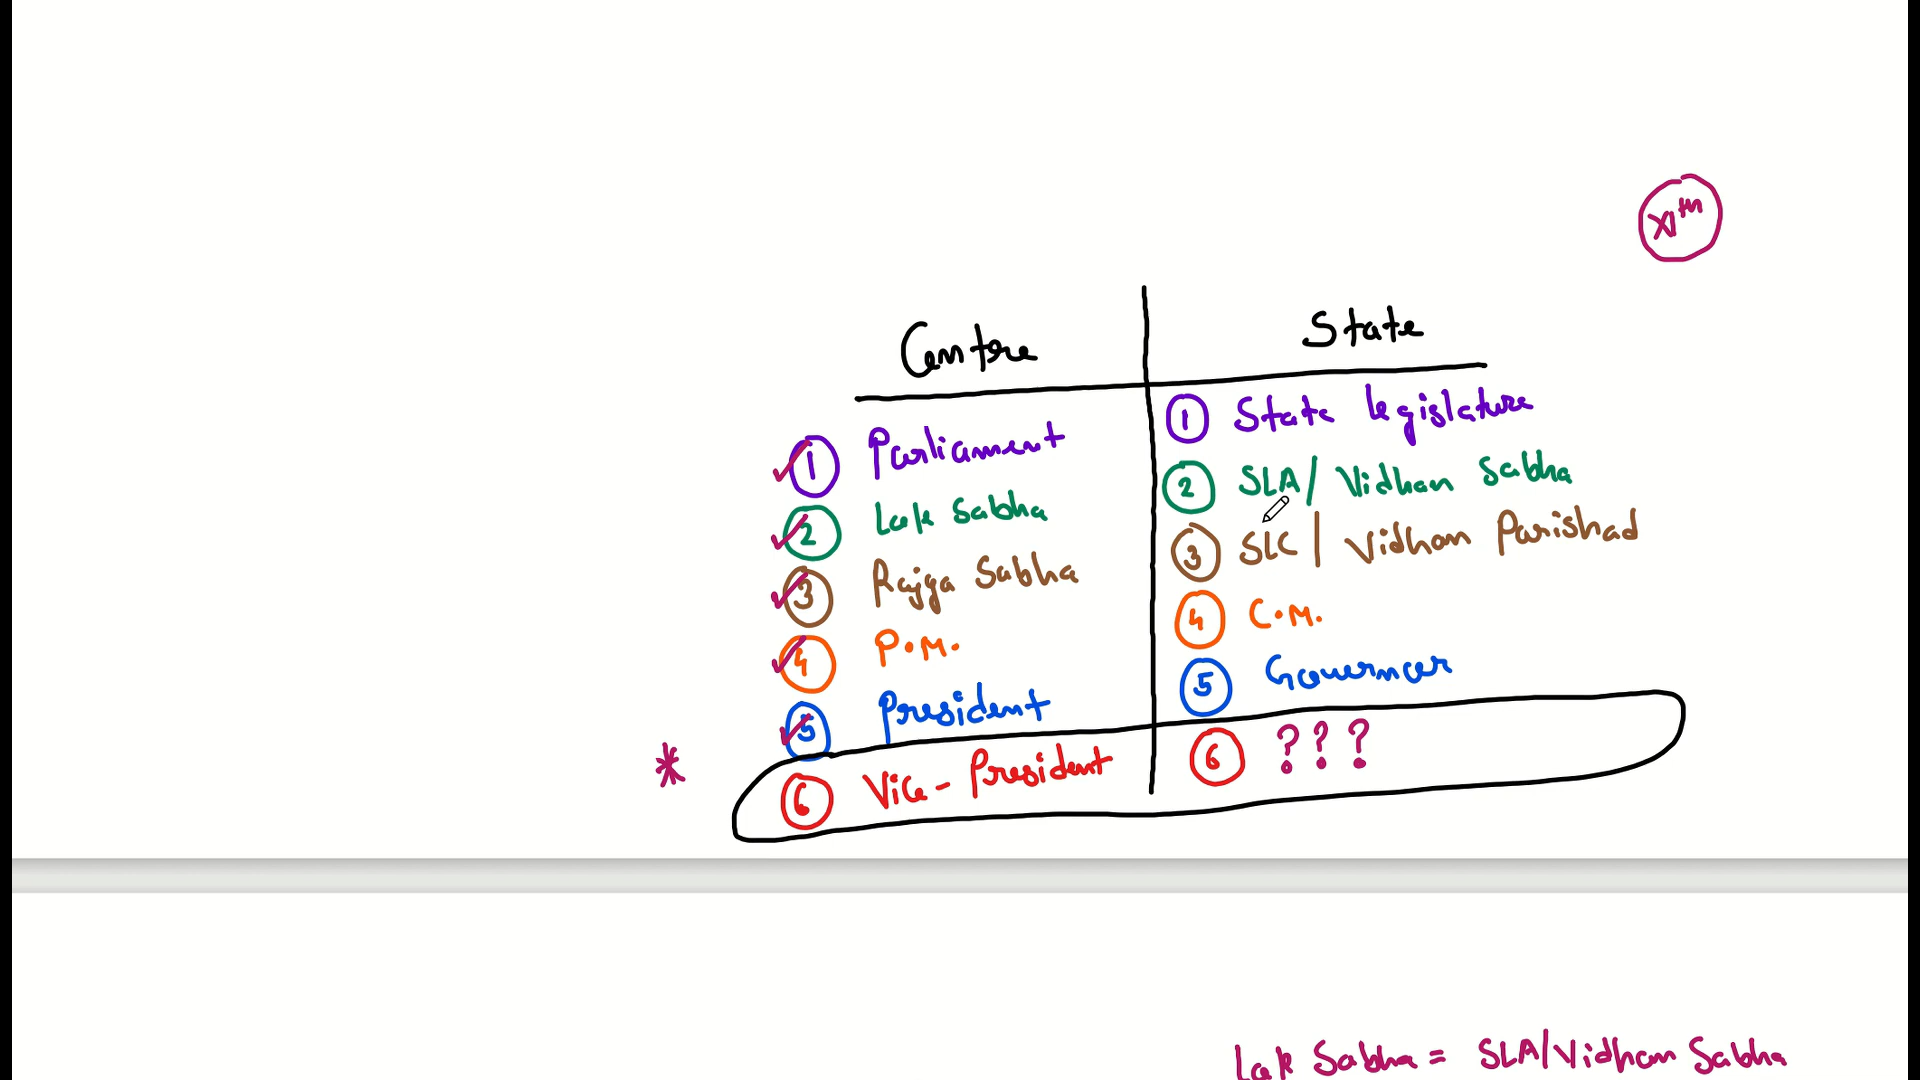 XIth
Centre
State
1 Parliament
2 Lok Sabha
3 Rajya Sabha
4 P.M.
5 President
6 Vice-President
1 State legislature
2 SLA/ Vidhan Sabha
3 SLC | Vidhan Parishad
4 C.M.
5 Governor
6 ???
*
Lok Sabha = SLA/Vidhan Sabha